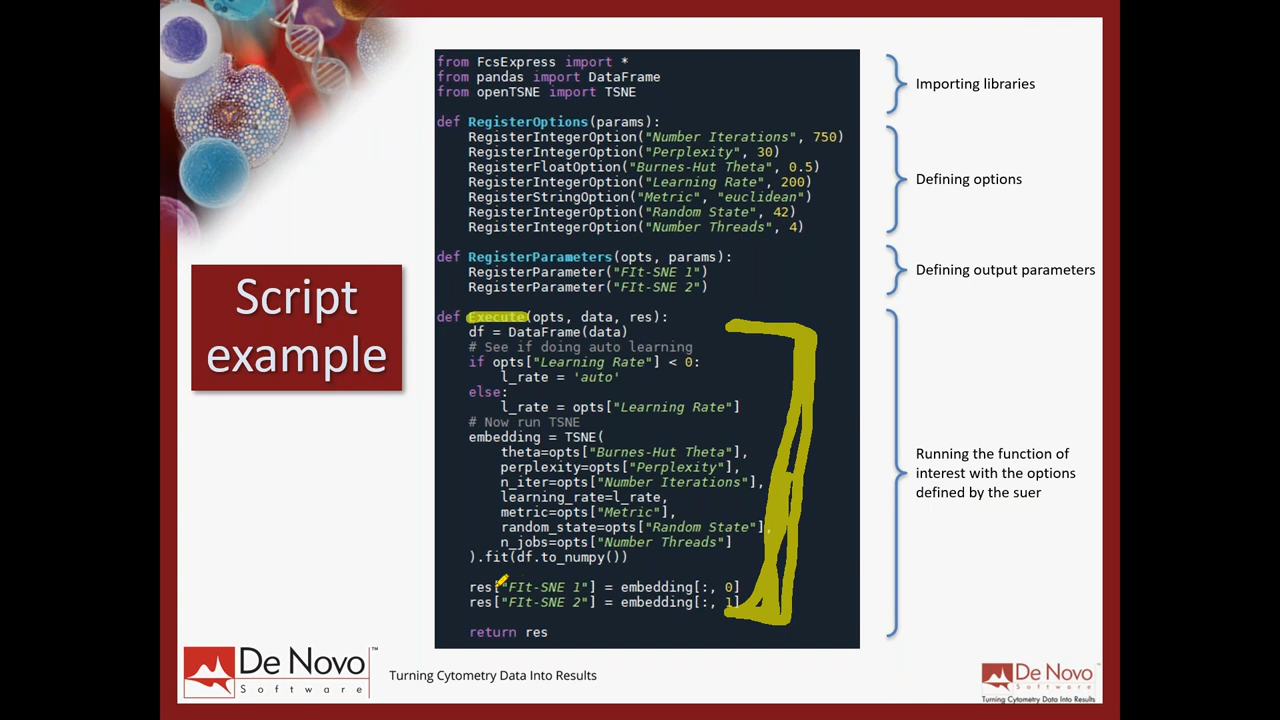 Script
example
from FcsExpress import *
from pandas import DataFrame
from openTSNE import TSNE
def RegisterOptions(params):
RegisterIntegerOption("Number Iterations", 750)
RegisterIntegerOption("Perplexity", 30)
RegisterFloatOption("Burnes-Hut Theta", 0.5)
RegisterIntegerOption("Learning Rate", 200)
RegisterStringOption("Metric", "euclidean")
RegisterIntegerOption("Random State", 42)
RegisterIntegerOption("Number Threads", 4)
def RegisterParameters(opts, params):
RegisterParameter("FIt-SNE 1")
RegisterParameter("FIt-SNE 2")
def Execute(opts, data, res):
df = DataFrame(data)
# See if doing auto learning
if opts["Learning Rate"] < 0:
l_rate = 'auto'
else:
l_rate = opts["Learning Rate"]
# Now run TSNE
embedding = TSNE(
theta=opts["Burnes-Hut Theta"],
perplexity=opts["Perplexity"],
n_iter=opts["Number Iterations"],
learning_rate=l_rate,
metric=opts["Metric"],
random_state=opts["Random State"],
n_jobs=opts["Number Threads"]
).fit(df.to_numpy())
res["FIt-SNE 1"] = embedding[:, 0]
res["FIt-SNE 2"] = embedding[:, 1]
return res
Importing libraries
Defining options
Defining output parameters
Running the function of
interest with the options
defined by the suer
De Novo™
Software
Turning Cytometry Data Into Results
De Novo™
Software
Turning Cytometry Data Into Results